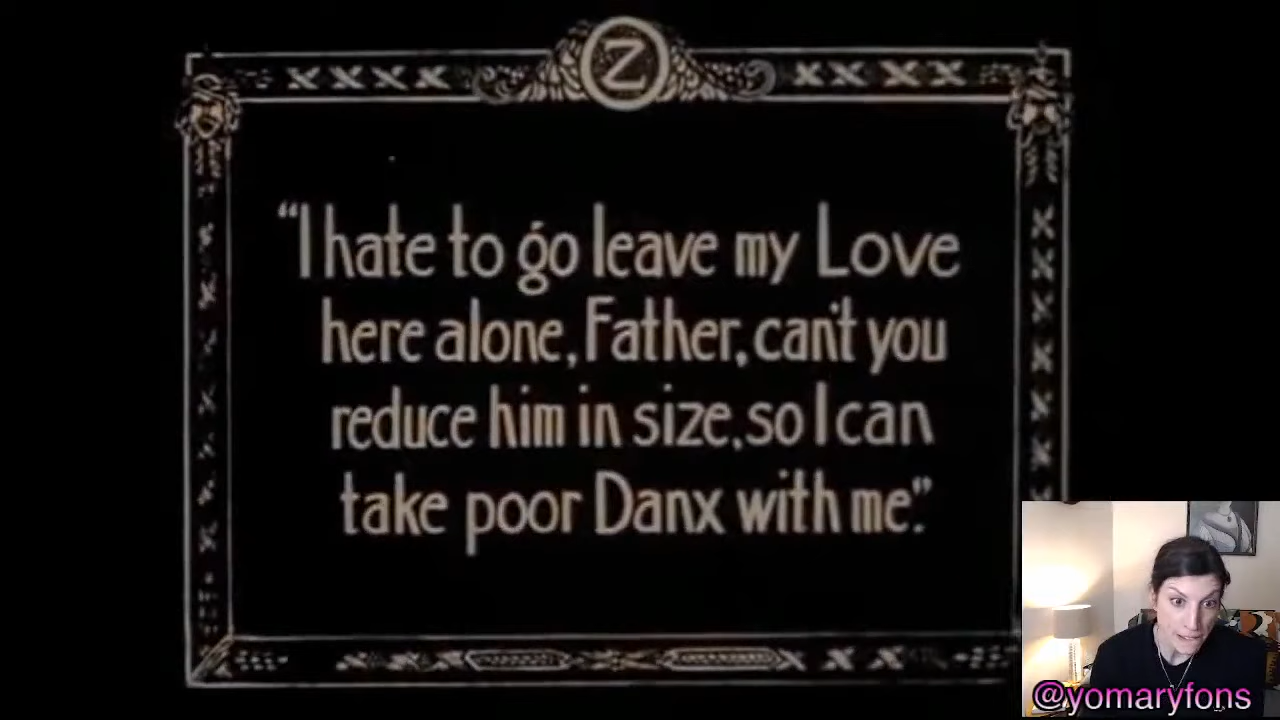 Z
“I hate to go leave my Love
here alone, Father, can't you
reduce him in size, so I can
take poor Danx with me.”
@yomaryfons